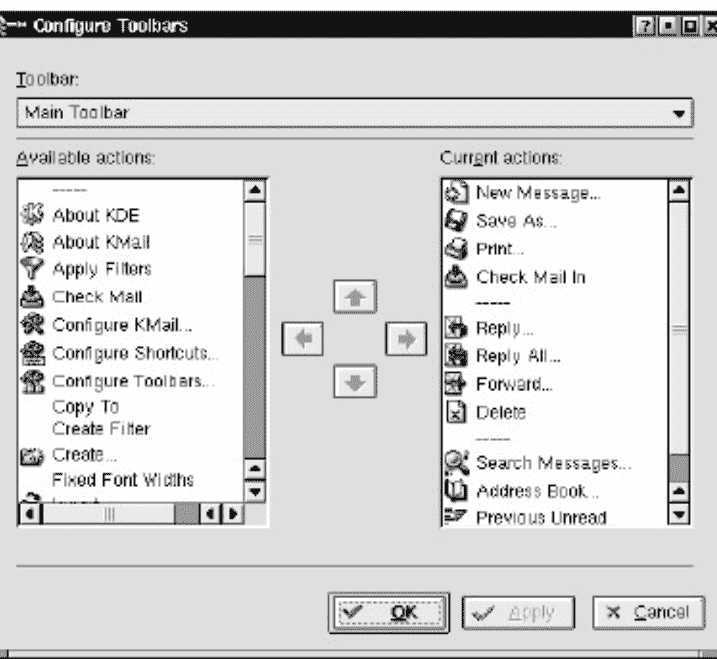 Configure Toolbars
Toolbar:
Main Toolbar
Available actions:
-----
About KDE
About KMail
Apply Filters
Check Mail
Configure KMail...
Configure Shortcuts...
Configure Toolbars...
Copy To
Create Filter
Create...
Fixed Font Widths
Current actions:
New Message...
Save As...
Print...
Check Mail In
-----
Reply...
Reply All...
Forward...
Delete
-----
Search Messages...
Address Book...
Previous Unread
OK
Apply
Cancel